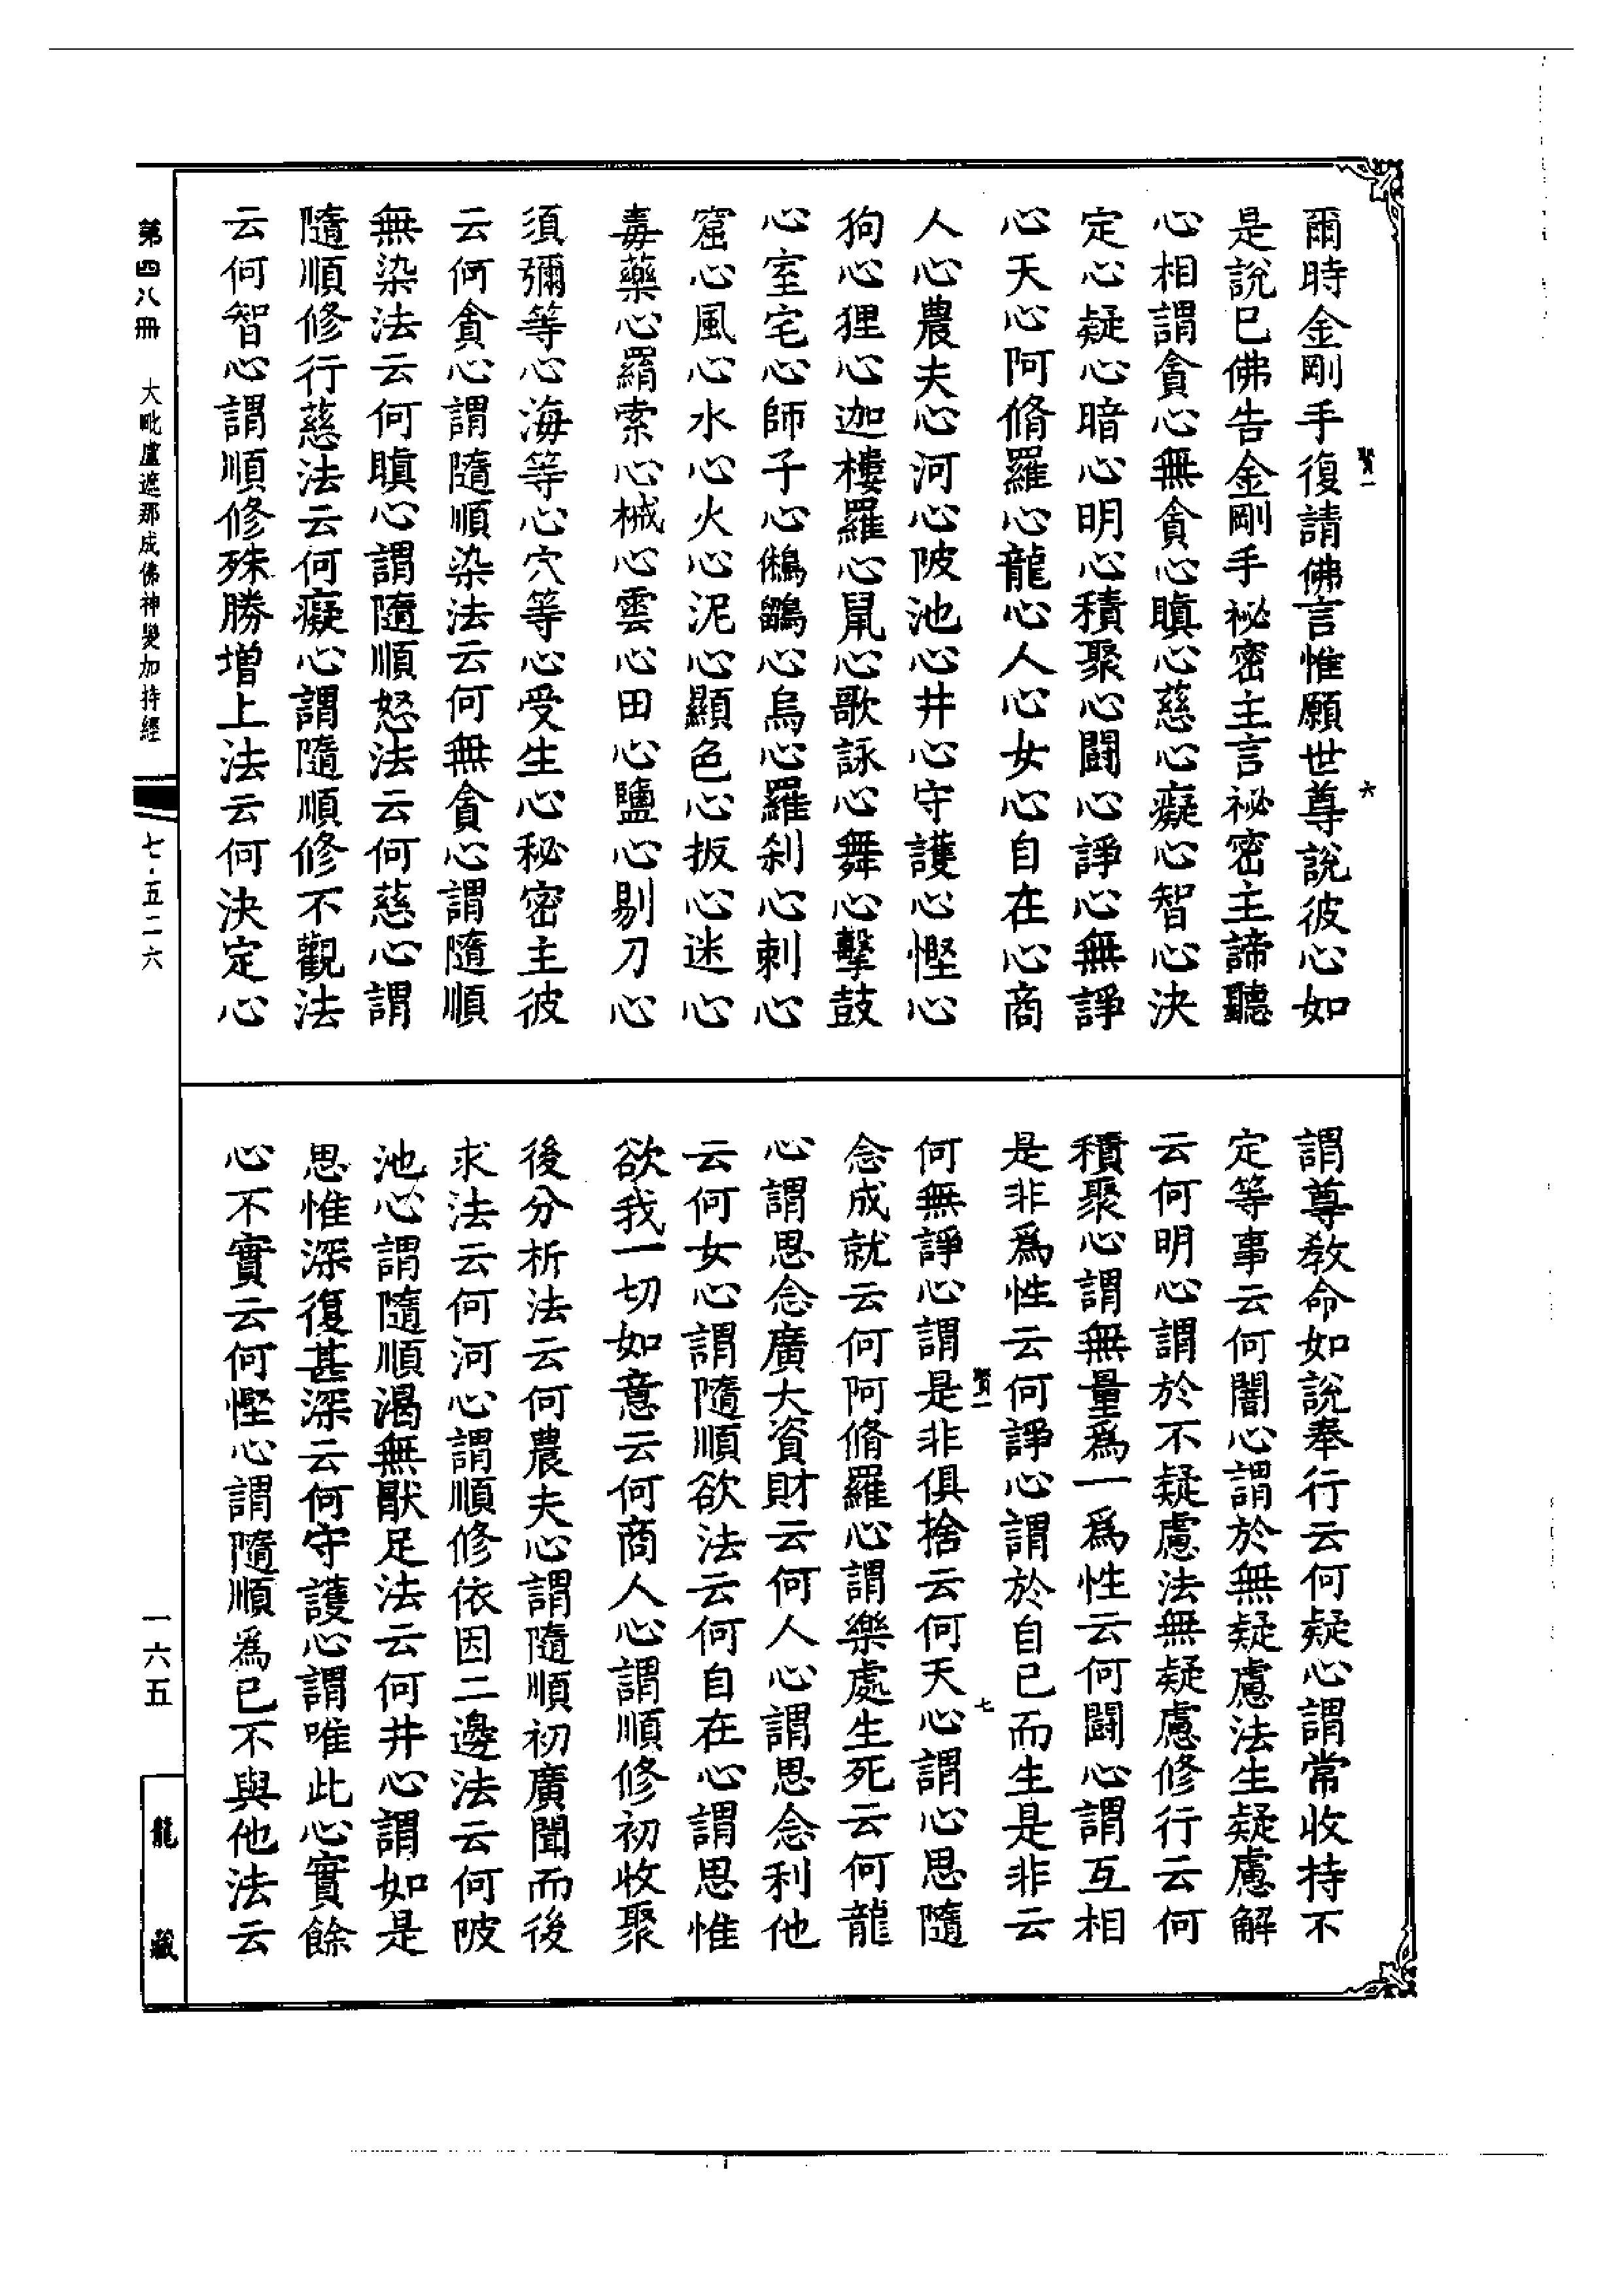 爾時金剛手復請佛言惟願世尊說彼心如
是說已佛告金剛手祕密主言祕密主諦聽
心相謂貪心無貪心瞋心慈心癡心智心決
定心疑心暗心明心積聚心鬪心諍心無諍
心天心阿脩羅心龍心人心女心自在心商
人心農夫心河心陂池心井心守護心慳心
狗心狸心迦樓羅心鼠心歌詠心舞心擊鼓
心室宅心師子心鵂鶹心烏心羅剎心刺心
窟心風心水心火心泥心顯色心板心迷心
毒藥心羂索心械心雲心田心鹽心剔刀心
須彌等心海等心穴等心受生心秘密主彼
云何貪心謂隨順染法云何無貪心謂隨順
無染法云何瞋心謂隨順怒法云何慈心謂
隨順修行慈法云何癡心謂隨順修不觀法
云何智心謂順修殊勝增上法云何決定心
謂尊教命如說奉行云何疑心謂常收持不
定等事云何闇心謂於無疑慮法生疑慮解
云何明心謂於不疑慮法無疑慮修行云何
積聚心謂無量為一為性云何鬪心謂互相
是非為性云何諍心謂於自己而生是非云
何無諍心謂是非俱捨云何天心謂心思隨
念成就云何阿脩羅心謂樂處生死云何龍
心謂思念廣大資財云何人心謂思念利他
云何女心謂隨順欲法云何自在心謂思惟
欲我一切如意云何商人心謂順修初收聚
後分析法云何農夫心謂隨順初廣聞而後
求法云何河心謂順修依因二邊法云何陂
池心謂隨順渴無猒足法云何井心謂如是
思惟深復甚深云何守護心謂唯此心實餘
心不實云何慳心謂隨順為己不與他法云
賢一
六
賢一
七
第四八冊
大毗盧遮那成佛神變加持經
七·五二六
一六五
龍藏